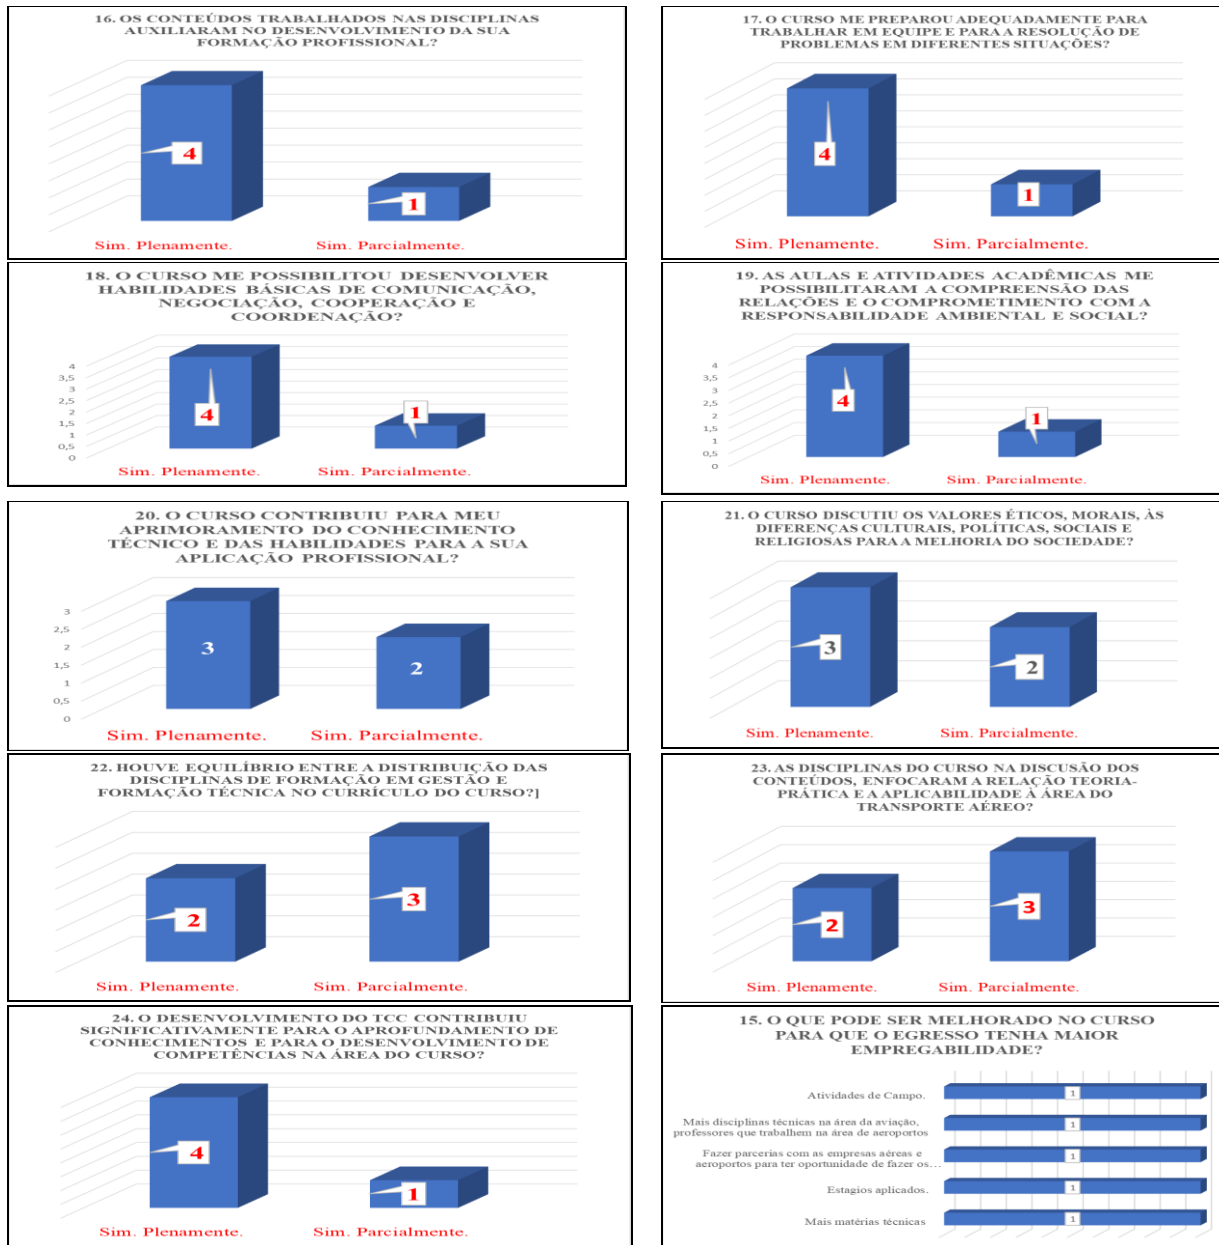 16. OS CONTEÚDOS TRABALHADOS NAS DISCIPLINAS
AUXILIARAM NO DESENVOLVIMENTO DA SUA
FORMAÇÃO PROFISSIONAL?
4
1
Sim. Plenamente.
Sim. Parcialmente.
17. O CURSO ME PREPAROU ADEQUADAMENTE PARA
TRABALHAR EM EQUIPE E PARA A RESOLUÇÃO DE
PROBLEMAS EM DIFERENTES SITUAÇÕES?
4
1
Sim. Plenamente.
Sim. Parcialmente.
18. O CURSO ME POSSIBILITOU DESENVOLVER
HABILIDADES BÁSICAS DE COMUNICAÇÃO,
NEGOCIAÇÃO, COOPERAÇÃO E
COORDENAÇÃO?
4
3,5
3
2,5
2
1,5
1
0,5
0
4
1
Sim. Plenamente.
Sim. Parcialmente.
19. AS AULAS E ATIVIDADES ACADÊMICAS ME
POSSIBILITARAM A COMPREENSÃO DAS
RELAÇÕES E O COMPROMETIMENTO COM A
RESPONSABILIDADE AMBIENTAL E SOCIAL?
4
3,5
3
2,5
2
1,5
1
0,5
0
4
1
Sim. Plenamente.
Sim. Parcialmente.
20. O CURSO CONTRIBUIU PARA MEU
APRIMORAMENTO DO CONHECIMENTO
TÉCNICO E DAS HABILIDADES PARA A SUA
APLICAÇÃO PROFISSIONAL?
3
2,5
2
1,5
1
0,5
0
3
2
Sim. Plenamente.
Sim. Parcialmente.
21. O CURSO DISCUTIU OS VALORES ÉTICOS, MORAIS, ÀS
DIFERENÇAS CULTURAIS, POLÍTICAS, SOCIAIS E
RELIGIOSAS PARA A MELHORIA DO SOCIEDADE?
3
2
Sim. Plenamente.
Sim. Parcialmente.
22. HOUVE EQUILÍBRIO ENTRE A DISTRIBUIÇÃO DAS
DISCIPLINAS DE FORMAÇÃO EM GESTÃO E
FORMAÇÃO TÉCNICA NO CURRÍCULO DO CURSO?]
2
3
Sim. Plenamente.
Sim. Parcialmente.
23. AS DISCIPLINAS DO CURSO NA DISCUSÃO DOS
CONTEÚDOS, ENFOCARAM A RELAÇÃO TEORIA-
PRÁTICA E A APLICABILIDADE À ÁREA DO
TRANSPORTE AÉREO?
2
3
Sim. Plenamente.
Sim. Parcialmente.
24. O DESENVOLVIMENTO DO TCC CONTRIBUIU
SIGNIFICATIVAMENTE PARA O APROFUNDAMENTO DE
CONHECIMENTOS E PARA O DESENVOLVIMENTO DE
COMPETÊNCIAS NA ÁREA DO CURSO?
4
1
Sim. Plenamente.
Sim. Parcialmente.
15. O QUE PODE SER MELHORADO NO CURSO
PARA QUE O EGRESSO TENHA MAIOR
EMPREGABILIDADE?
Atividades de Campo.
1
Mais disciplinas técnicas na área da aviação,
professores que trabalhem na área de aeroportos
1
Fazer parcerias com as empresas aéreas e
aeroportos para ter oportunidade de fazer os…
1
Estagios aplicados.
1
Mais matérias técnicas
1